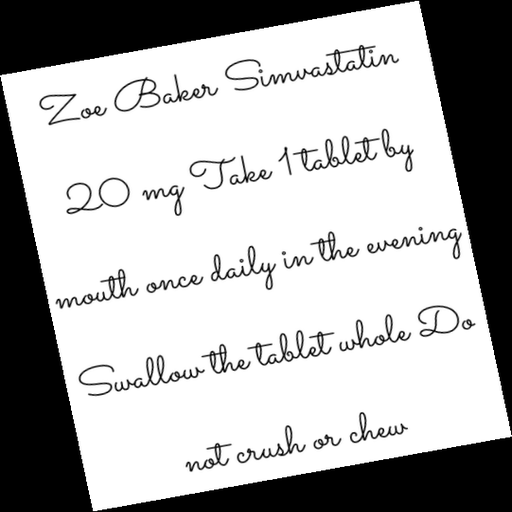 Zoe Baker Simvastatin
20 mg Take 1 tablet by
mouth once daily in the evening
Swallow the tablet whole Do
not crush or chew